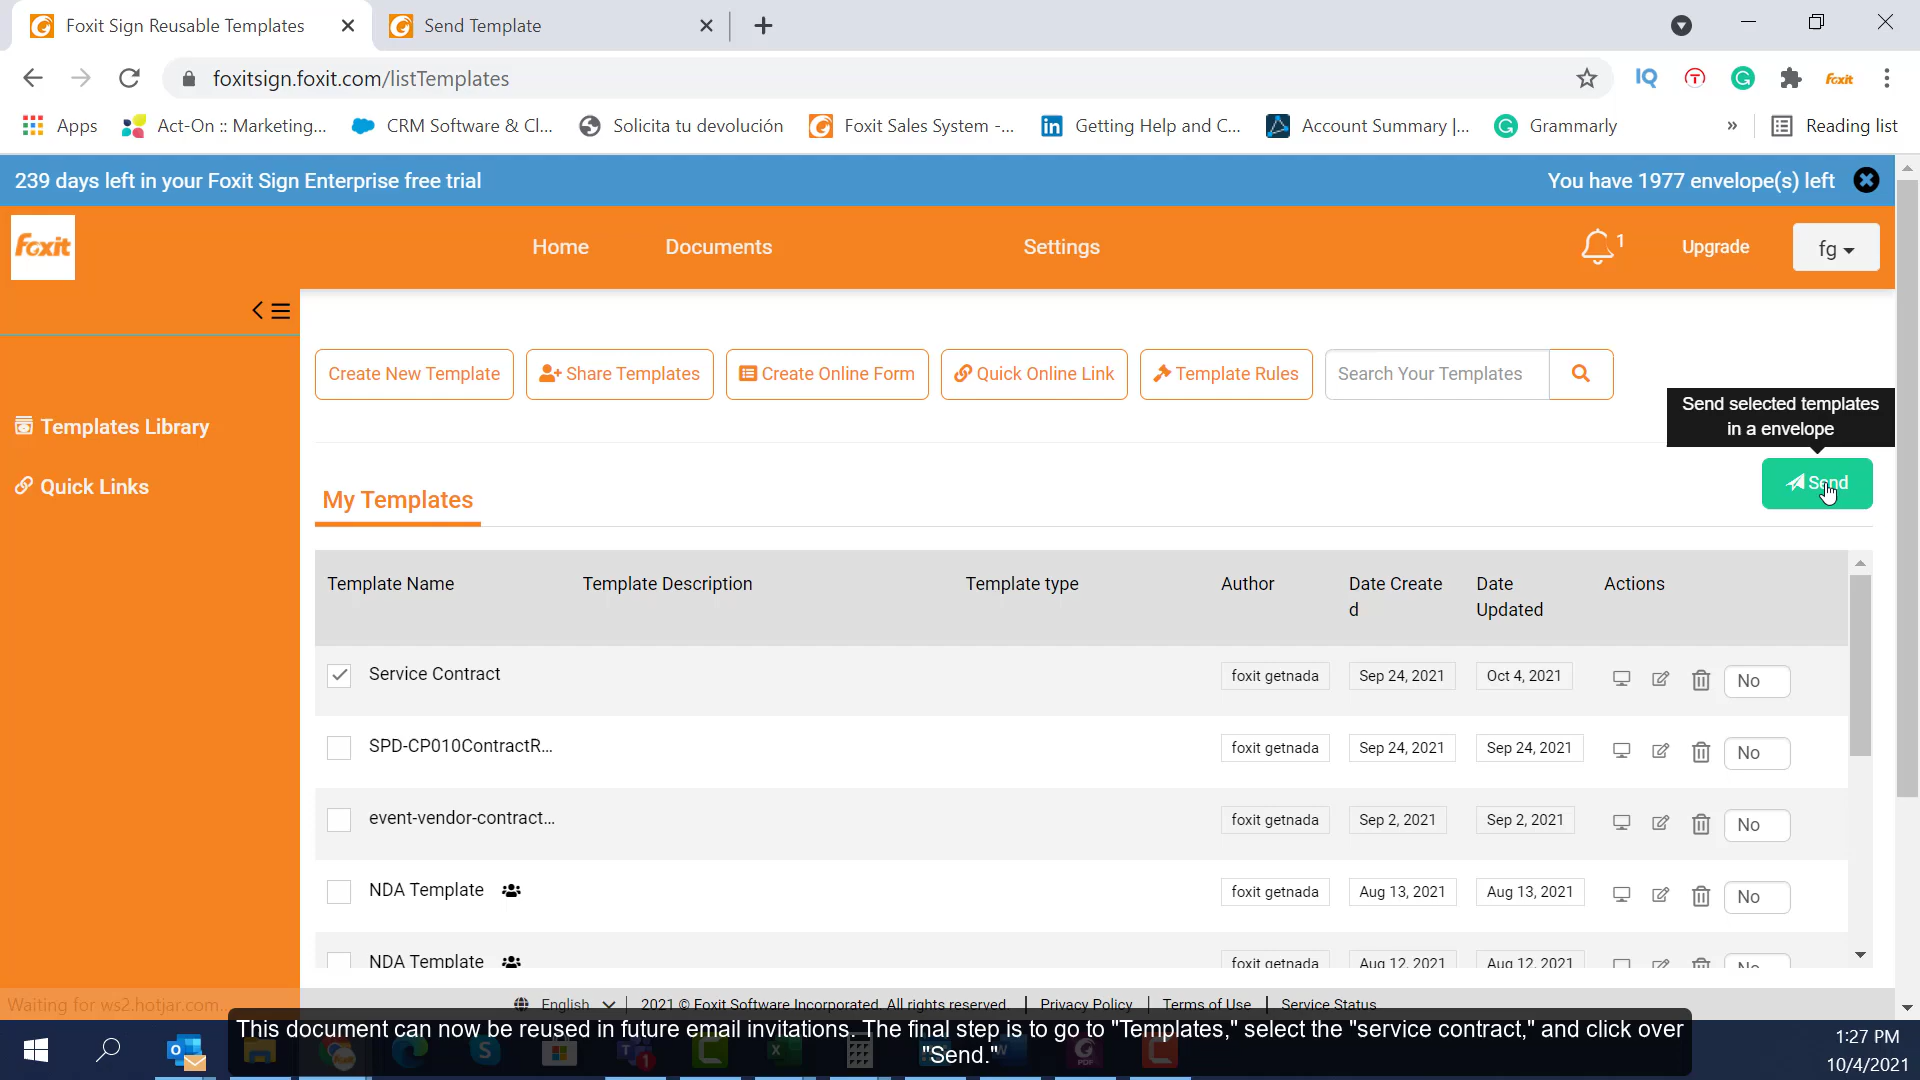 Foxit Sign Reusable Templates
Send Template
foxitsign.foxit.com/listTemplates
IQ
Foxit
Apps
Act-On :: Marketing...
CRM Software & Cl...
Solicita tu devolución
Foxit Sales System -...
Getting Help and C...
Account Summary |...
Grammarly
»
Reading list
239 days left in your Foxit Sign Enterprise free trial
You have 1977 envelope(s) left
Foxit
Home
Documents
Settings
1
Upgrade
fg
Create New Template
Share Templates
Create Online Form
Quick Online Link
Template Rules
Search Your Templates
Send selected templates
in a envelope
Templates Library
Quick Links
Send
My Templates
Template Name
Template Description
Template type
Author
Date Create
d
Date
Updated
Actions
Service Contract
foxit getnada
Sep 24, 2021
Oct 4, 2021
No
SPD-CP010ContractR...
foxit getnada
Sep 24, 2021
Sep 24, 2021
No
event-vendor-contract...
foxit getnada
Sep 2, 2021
Sep 2, 2021
No
NDA Template
foxit getnada
Aug 13, 2021
Aug 13, 2021
No
NDA Template
foxit getnada
Aug 12, 2021
Aug 12, 2021
No
Waiting for ws2.hotjar.com...
English
2021 © Foxit Software Incorporated. All rights reserved.
Privacy Policy
Terms of Use
Service Status
This document can now be reused in future email invitations. The final step is to go to "Templates," select the "service contract," and click over
"Send."
1:27 PM
10/4/2021